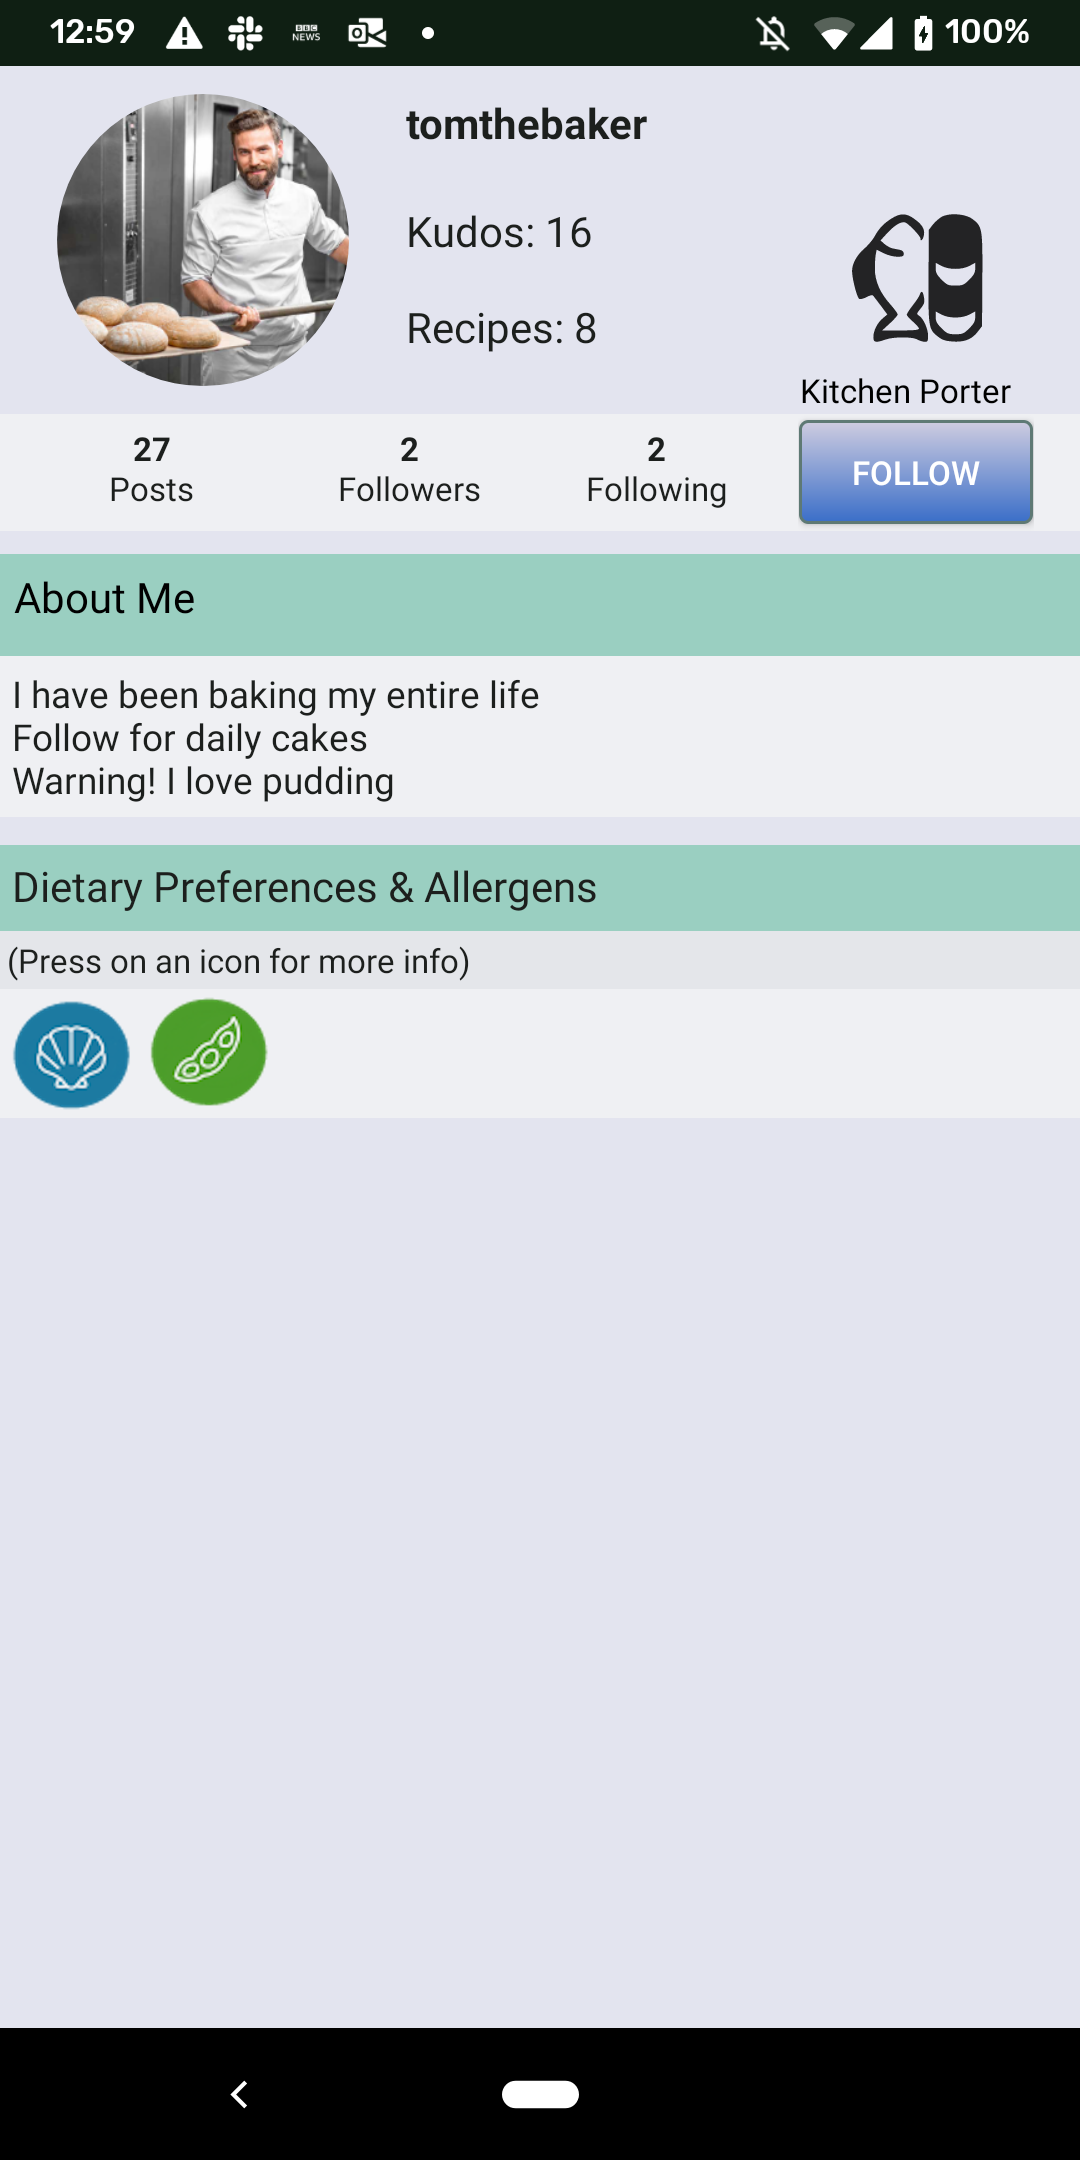 12:59
BBC
NEWS
100%
tomthebaker
Kudos: 16
Recipes: 8
Kitchen Porter
27
Posts
2
Followers
2
Following
FOLLOW
About Me
I have been baking my entire life
Follow for daily cakes
Warning! I love pudding
Dietary Preferences & Allergens
(Press on an icon for more info)